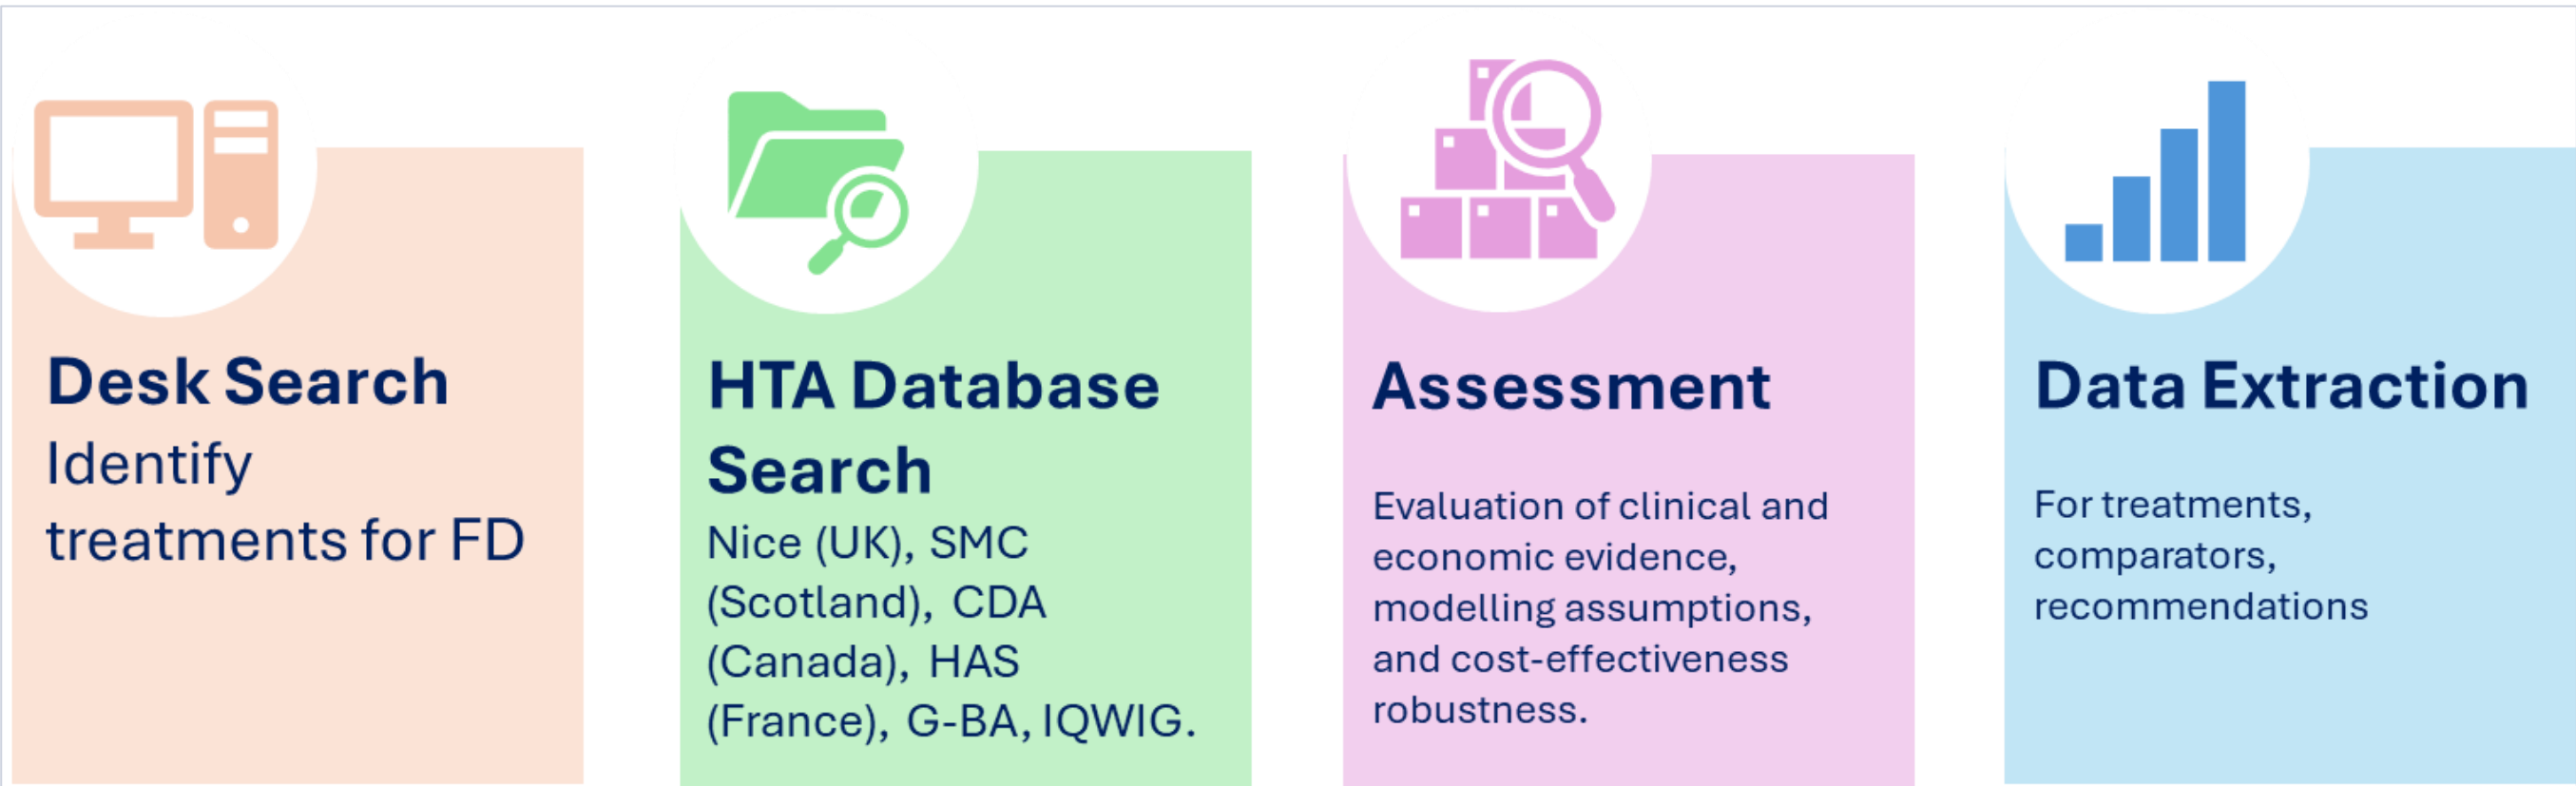 Desk Search
Identify
treatments for FD
HTA Database
Search
Nice (UK), SMC
(Scotland), CDA
(Canada), HAS
(France), G-BA, IQWIG.
Assessment
Evaluation of clinical and
economic evidence,
modelling assumptions,
and cost-effectiveness
robustness.
Data Extraction
For treatments,
comparators,
recommendations